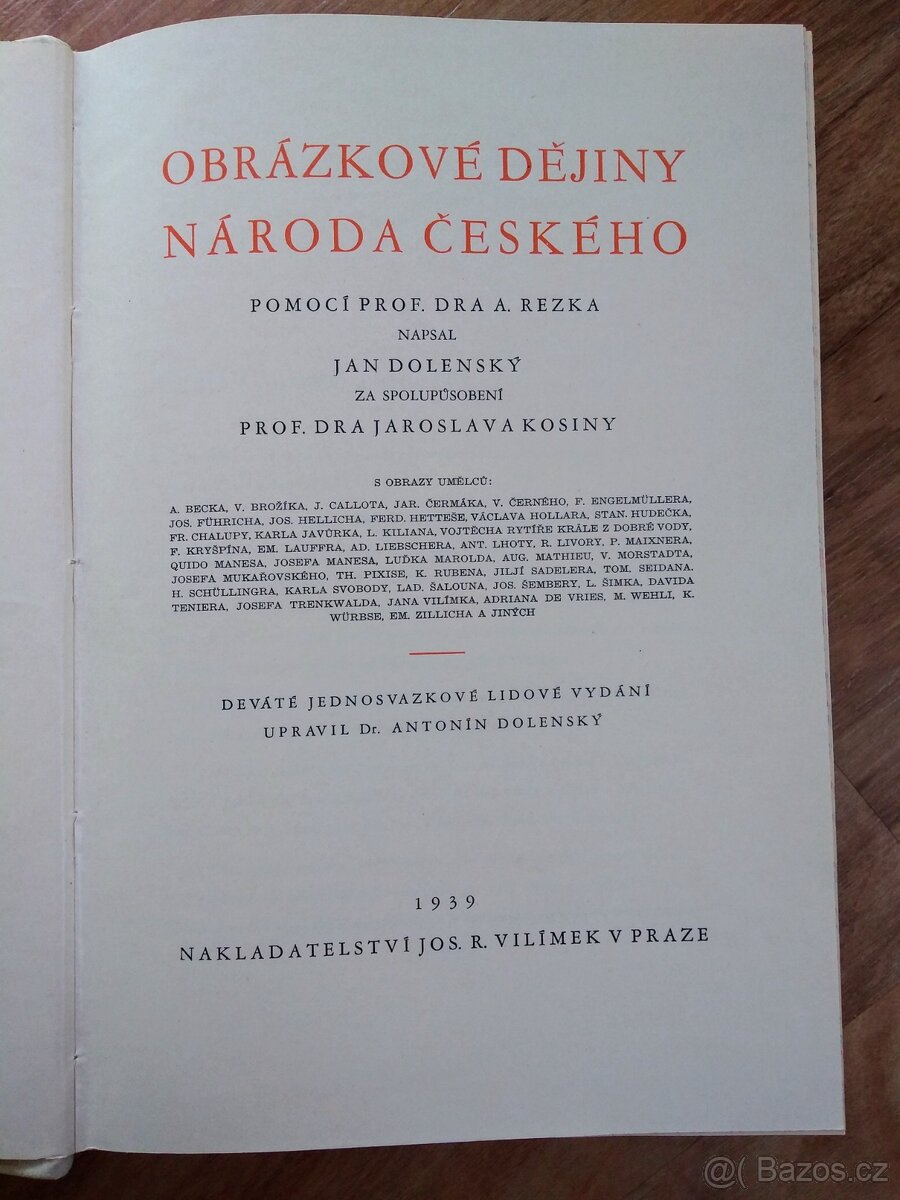 OBRÁZKOVÉ DĚJINY
NÁRODA ČESKÉHO
POMOCÍ PROF. DRA A. REZKA
NAPSAL
JAN DOLENSKÝ
ZA SPOLUPŮSOBENÍ
PROF. DRA JAROSLAVA KOSINY
S OBRAZY UMĚLCŮ:
A. BECKA, V. BROŽÍKA, J. CALLOTA, JAR. ČERMÁKA, V. ČERNÉHO, F. ENGELMÜLLERA,
JOS. FÜHRICHA, JOS. HELLICHA, FERD. HETTEŠE, VÁCLAVA HOLLARA, STAN. HUDEČKA,
FR. CHALUPY, KARLA JAVŮRKA, L. KILIANA, VOJTĚCHA RYTÍŘE KRÁLE Z DOBRÉ VODY,
F. KRYŠPÍNA, EM. LAUFFRA, AD. LIEBSCHERA, ANT. LHOTY, R. LIVORY, P. MAIXNERA,
QUIDO MANESA, JOSEFA MANESA, LUĎKA MAROLDA, AUG. MATHIEU, V. MORSTADTA,
JOSEFA MUKAŘOVSKÉHO, TH. PIXISE, K. RUBENA, JILJÍ SADELERA, TOM. SEIDANA.
H. SCHÜLLINGRA, KARLA SVOBODY, LAD. ŠALOUNA, JOS. ŠEMBERY, L. ŠIMKA, DAVIDA
TENIERA, JOSEFA TRENKWALDA, JANA VILÍMKA, ADRIANA DE VRIES, M. WEHLI, K.
WÜRBSE, EM. ZILLICHA A JINÝCH
DEVÁTÉ JEDNOSVAZKOVÉ LIDOVÉ VYDÁNÍ
UPRAVIL Dr. ANTONÍN DOLENSKÝ
1939
NAKLADATELSTVÍ JOS. R. VILÍMEK V PRAZE
@( Bazos.cz